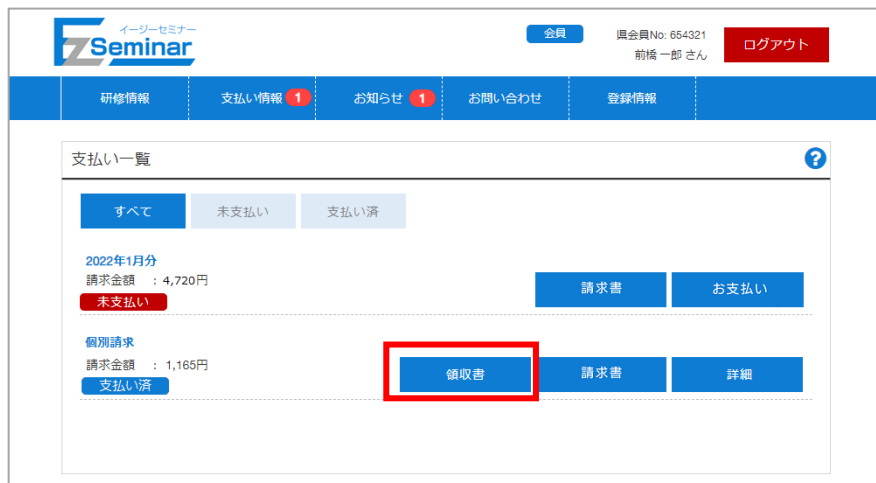 イージーセミナー
EzSeminar
会員
県会員No: 654321
前橋 一郎 さん
ログアウト
研修情報
支払い情報 1
お知らせ 1
お問い合わせ
登録情報
支払い一覧
?
すべて
未支払い
支払い済
2022年1月分
請求金額 : 4,720円
未支払い
請求書
お支払い
個別請求
請求金額 : 1,165円
支払い済
領収書
請求書
詳細